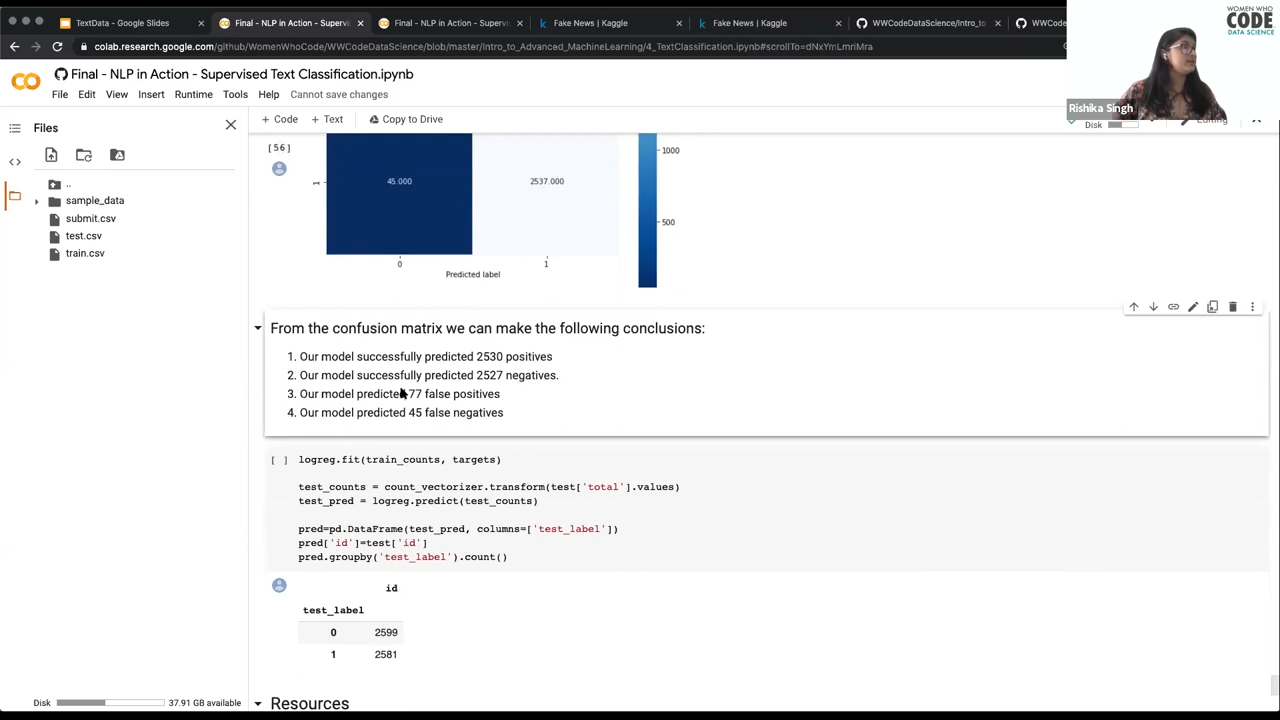 TextData - Google Slides
Final - NLP in Action - Supervi
Final - NLP in Action - Superv
Fake News | Kaggle
Fake News | Kaggle
WWCodeDataScience/Intro_to
WWCode
colab.research.google.com/github/WomenWhoCode/WWCodeDataScience/blob/master/Intro_to_Advanced_MachineLearning/4_TextClassification.ipynb#scrollTo=dNxYmLmriMra
WOMEN WHO
CODE
DATA SCIENCE
Rishika Singh
Final - NLP in Action - Supervised Text Classification.ipynb
File Edit View Insert Runtime Tools Help Cannot save changes
Files
+ Code + Text Copy to Drive
Disk
Editing
..
sample_data
submit.csv
test.csv
train.csv
[56]
1
45.000
2537.000
1000
500
0
1
Predicted label
From the confusion matrix we can make the following conclusions:
1. Our model successfully predicted 2530 positives
2. Our model successfully predicted 2527 negatives.
3. Our model predicted 77 false positives
4. Our model predicted 45 false negatives
[ ] logreg.fit(train_counts, targets)
test_counts = count_vectorizer.transform(test['total'].values)
test_pred = logreg.predict(test_counts)
pred=pd.DataFrame(test_pred, columns=['test_label'])
pred['id']=test['id']
pred.groupby('test_label').count()
id
test_label
0 2599
1 2581
Resources
Disk 37.91 GB available